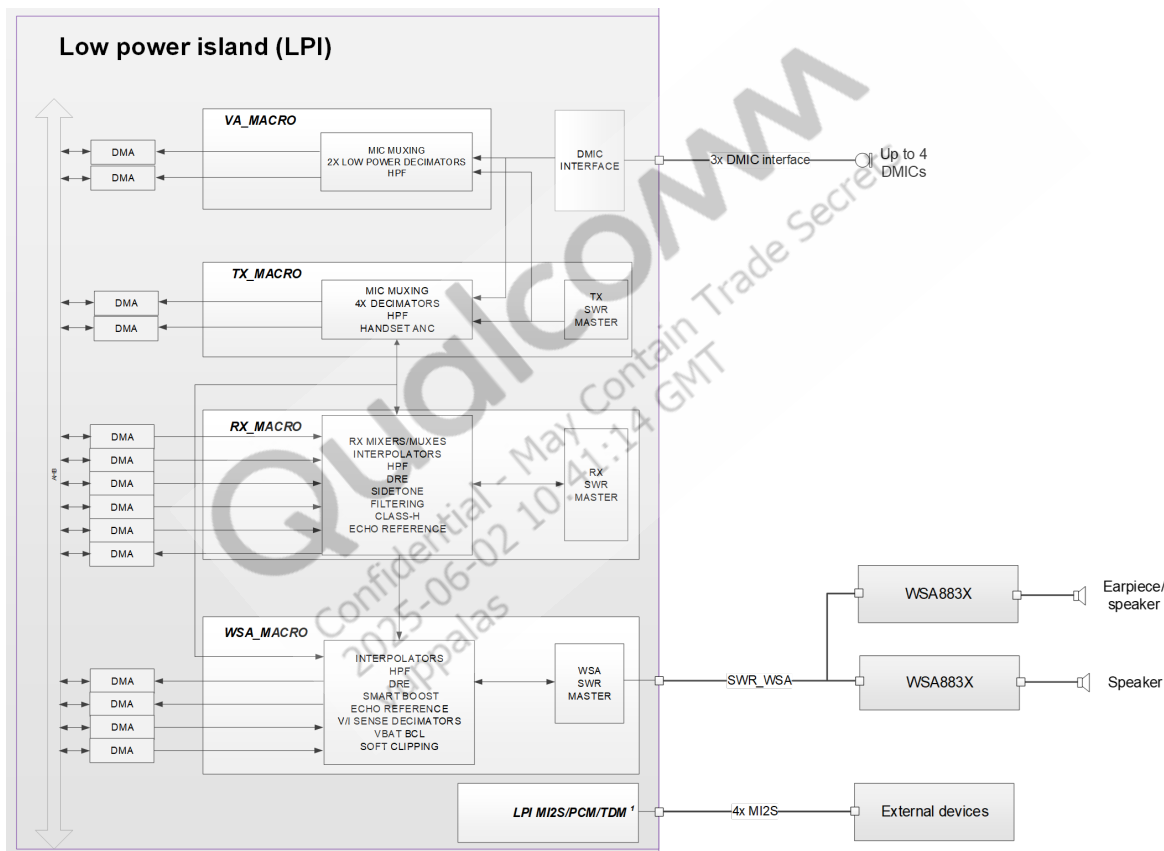 Low power island (LPI)
VA_MACRO
DMA
DMA
MIC MUXING
2X LOW POWER DECIMATORS
HPF
DMIC
INTERFACE
3x DMIC interface
Up to 4
DMICs
TX_MACRO
DMA
DMA
MIC MUXING
4X DECIMATORS
HPF
HANDSET ANC
TX
SWR
MASTER
RX_MACRO
DMA
DMA
DMA
DMA
DMA
DMA
RX MIXERS/MUXES
INTERPOLATORS
HPF
DRE
SIDETONE
FILTERING
CLASS-H
ECHO REFERENCE
RX
SWR
MASTER
AHB
WSA_MACRO
DMA
DMA
DMA
DMA
INTERPOLATORS
HPF
DRE
SMART BOOST
ECHO REFERENCE
V/I SENSE DECIMATORS
VBAT BCL
SOFT CLIPPING
WSA
SWR
MASTER
SWR_WSA
WSA883X
Earpiece/
speaker
WSA883X
Speaker
LPI MI2S/PCM/TDM 1
4x MI2S
External devices
Qualcomm
Confidential - May Contain Trade Secrets
2025-06-02 10:41:14 GMT